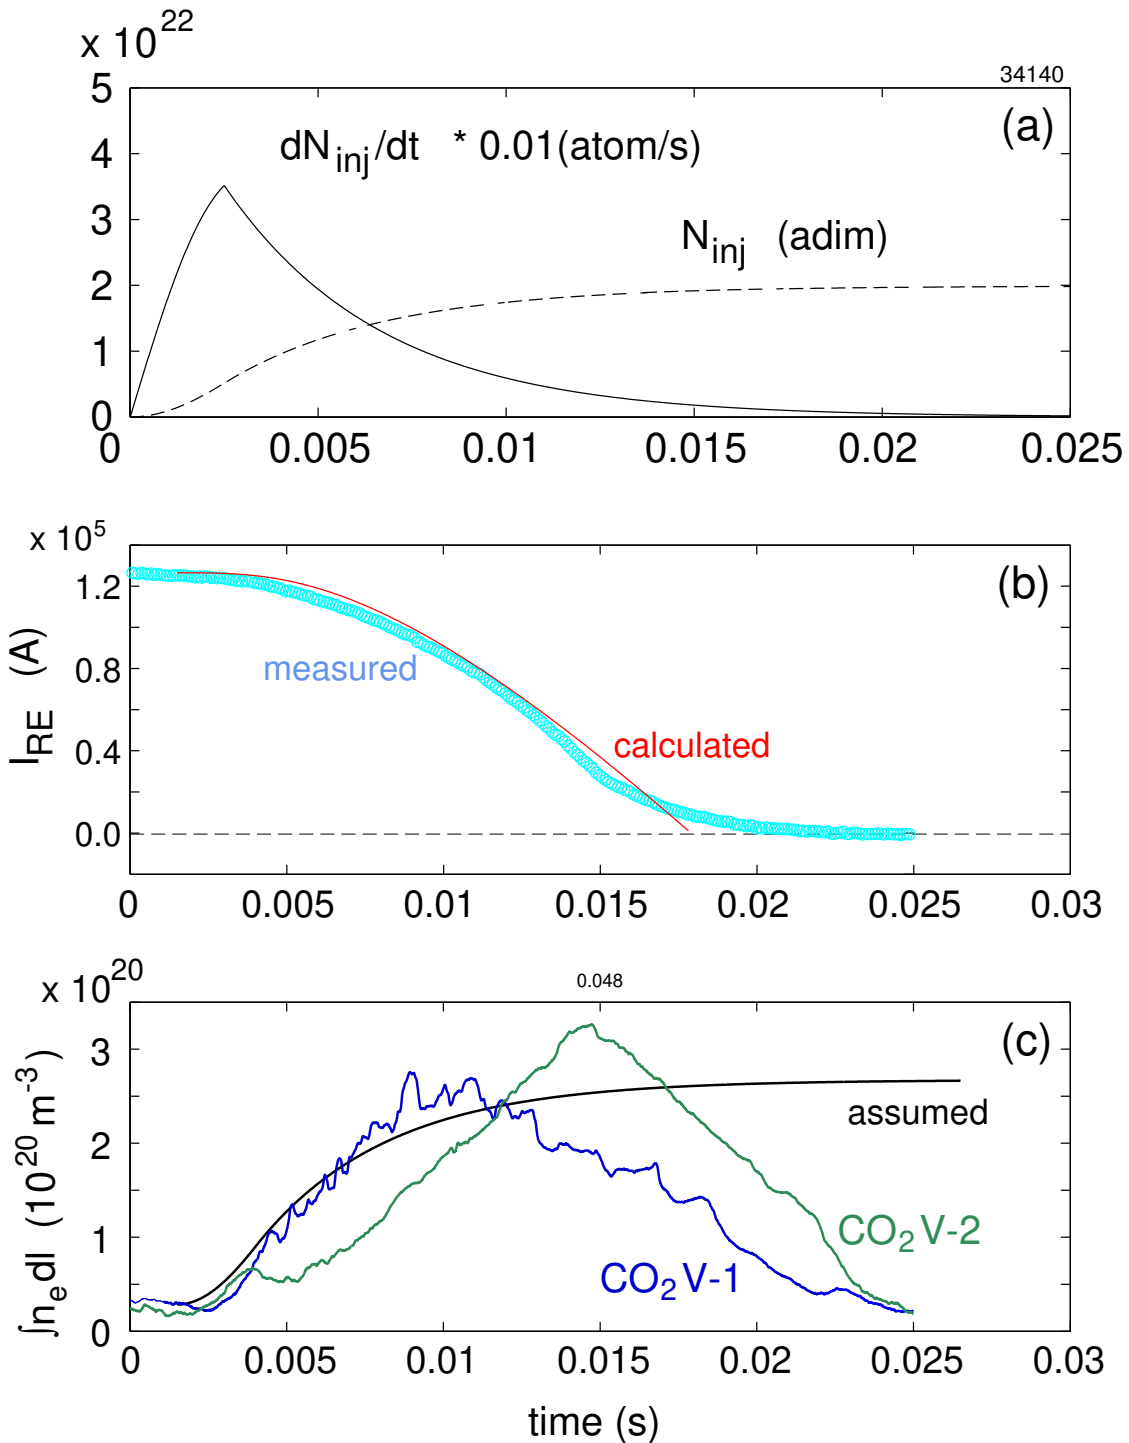 x 10^22
34140
5
4
3
2
1
0
dN_inj/dt * 0.01(atom/s)
(a)
N_inj (adim)
0 0.005 0.01 0.015 0.02 0.025
x 10^5
1.2
0.8
0.4
0.0
I_RE (A)
(b)
measured
calculated
0 0.005 0.01 0.015 0.02 0.025 0.03
x 10^20
0.048
3
2
1
0
∫n_e dl (10^20 m^-3)
(c)
assumed
CO_2 V-2
CO_2 V-1
0 0.005 0.01 0.015 0.02 0.025 0.03
time (s)